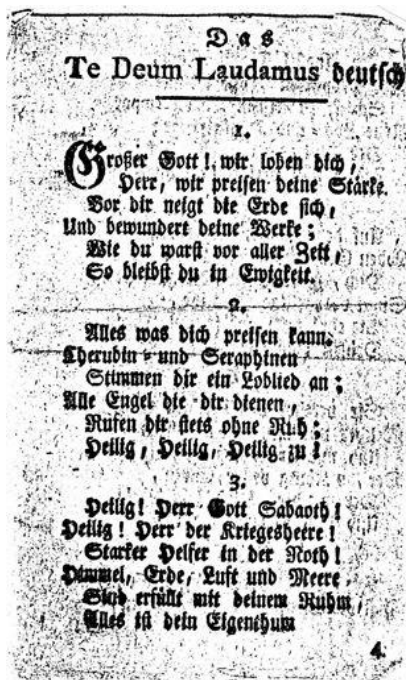 Das
Te Deum Laudamus deutsch
1.
Großer Gott! wir loben dich,
Herr, wir preisen deine Stärke.
Vor dir neigt die Erde sich,
Und bewundert deine Werke;
Wie du warst vor aller Zeit,
So bleibst du in Ewigkeit.
2.
Alles was dich preisen kann.
Cherubin- und Seraphinen
Stimmen dir ein Loblied an;
Alle Engel die dir dienen,
Rufen dir stets ohne Ruh;
Heilig, Heilig, Heilig zu!
3.
Heilig! Herr Gott Sabaoth!
Heilig! Herr der Kriegesheere!
Starker Helfer in der Noth!
Himmel, Erde, Luft und Meere,
Sind erfüllt mit deinem Ruhm,
Alles ist dein Eigenthum
4.